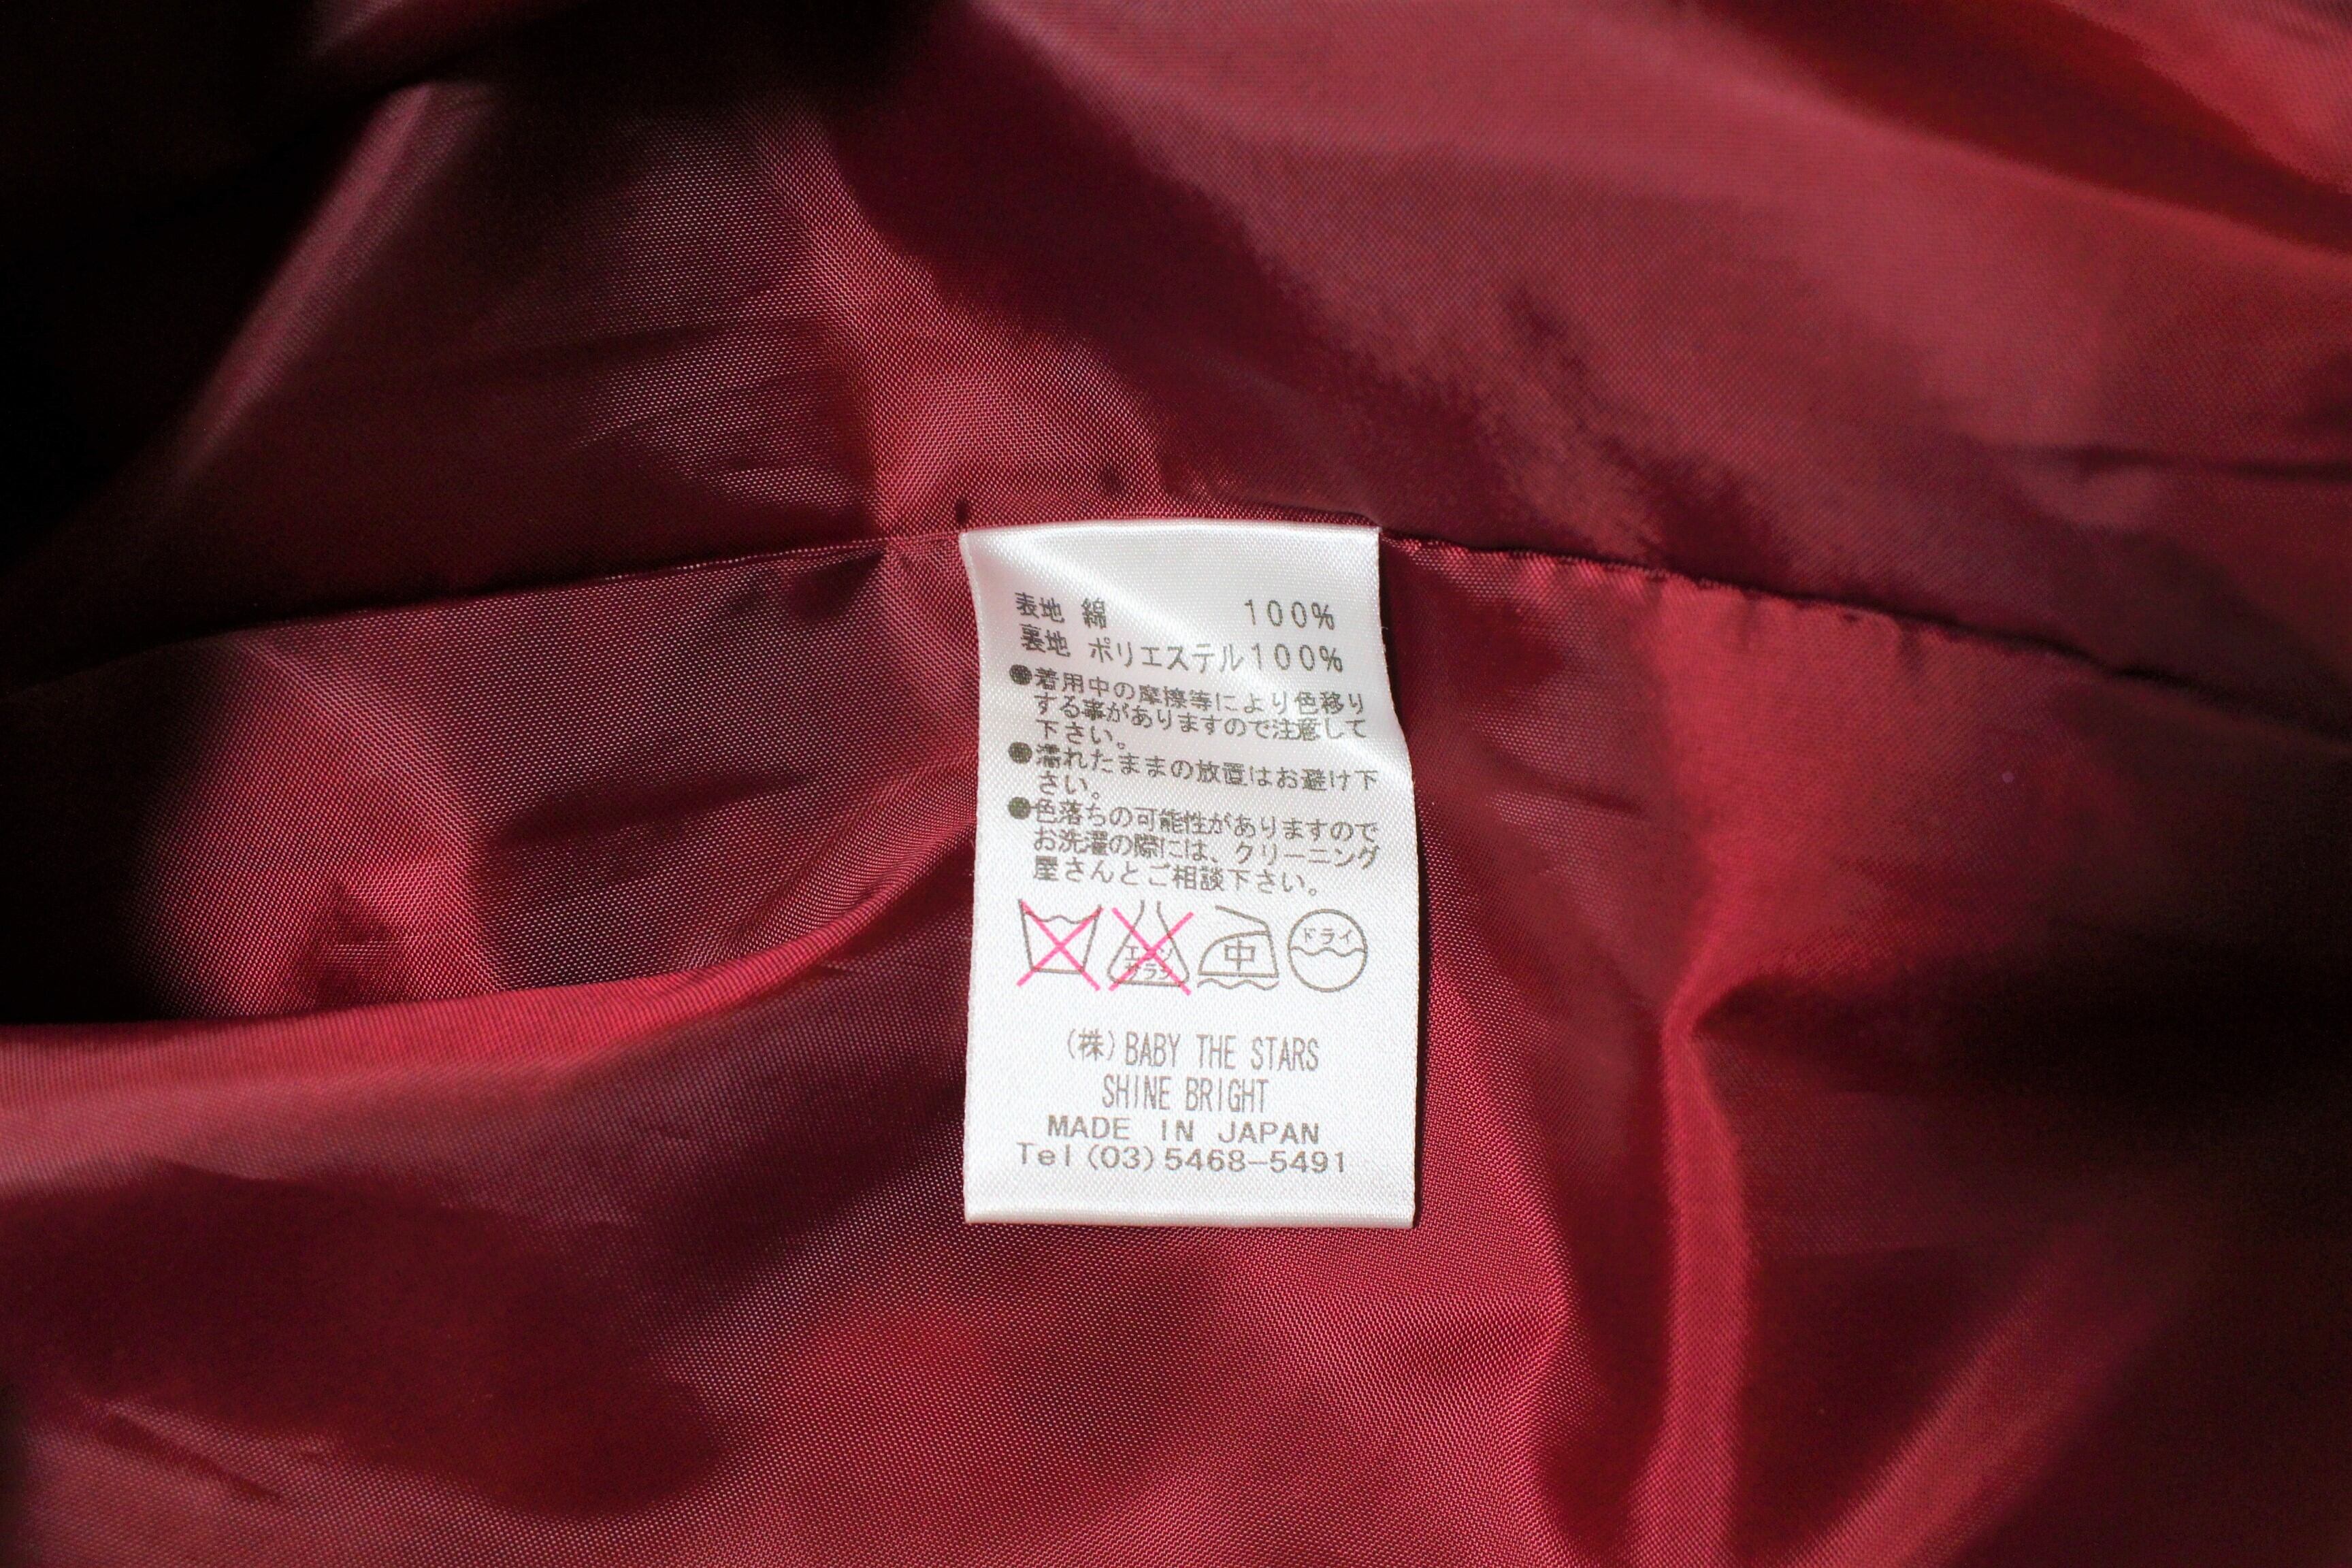 表地 綿 100%
裏地 ポリエステル100%
●着用中の摩擦等により色移り
する事がありますので注意して
下さい。
●濡れたままの放置はお避け下
さい。
●色落ちの可能性がありますので
お洗濯の際には、クリーニング
屋さんとご相談下さい。
エンソ
サラシ
中
ドライ
(株)BABY THE STARS
SHINE BRIGHT
MADE IN JAPAN
Tel(03)5468-5491